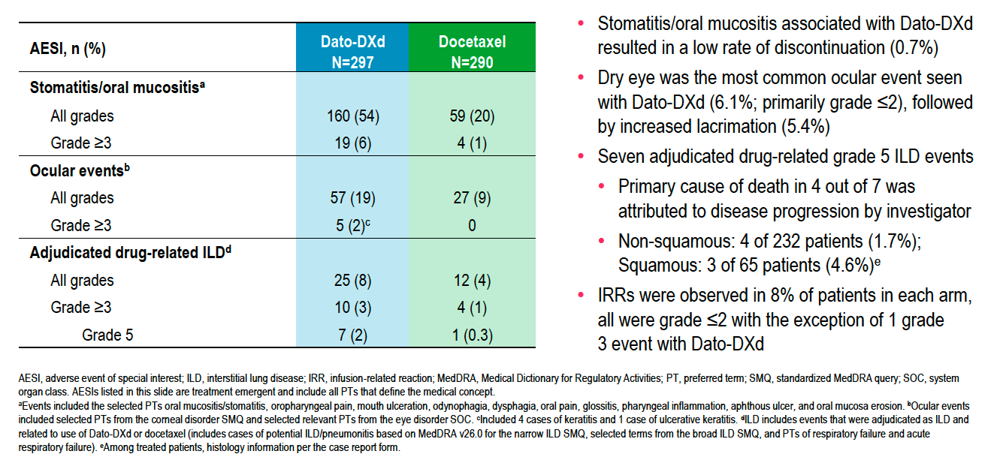 AESI, n (%)
Dato-DXd
N=297
Docetaxel
N=290
Stomatitis/oral mucositisᵃ
All grades 160 (54) 59 (20)
Grade ≥3 19 (6) 4 (1)
Ocular eventsᵇ
All grades 57 (19) 27 (9)
Grade ≥3 5 (2)ᶜ 0
Adjudicated drug-related ILDᵈ
All grades 25 (8) 12 (4)
Grade ≥3 10 (3) 4 (1)
Grade 5 7 (2) 1 (0.3)
• Stomatitis/oral mucositis associated with Dato-DXd
resulted in a low rate of discontinuation (0.7%)
• Dry eye was the most common ocular event seen
with Dato-DXd (6.1%; primarily grade ≤2), followed
by increased lacrimation (5.4%)
• Seven adjudicated drug-related grade 5 ILD events
• Primary cause of death in 4 out of 7 was
attributed to disease progression by investigator
• Non-squamous: 4 of 232 patients (1.7%);
Squamous: 3 of 65 patients (4.6%)ᵉ
• IRRs were observed in 8% of patients in each arm,
all were grade ≤2 with the exception of 1 grade
3 event with Dato-DXd
AESI, adverse event of special interest; ILD, interstitial lung disease; IRR, infusion-related reaction; MedDRA, Medical Dictionary for Regulatory Activities; PT, preferred term; SMQ, standardized MedDRA query; SOC, system
organ class. AESIs listed in this slide are treatment emergent and include all PTs that define the medical concept.
ᵃEvents included the selected PTs oral mucositis/stomatitis, oropharyngeal pain, mouth ulceration, odynophagia, dysphagia, oral pain, glossitis, pharyngeal inflammation, aphthous ulcer, and oral mucosa erosion. ᵇOcular events
included selected PTs from the corneal disorder SMQ and selected relevant PTs from the eye disorder SOC. ᶜIncluded 4 cases of keratitis and 1 case of ulcerative keratitis. ᵈILD includes events that were adjudicated as ILD and
related to use of Dato-DXd or docetaxel (includes cases of potential ILD/pneumonitis based on MedDRA v26.0 for the narrow ILD SMQ, selected terms from the broad ILD SMQ, and PTs of respiratory failure and acute
respiratory failure). ᵉAmong treated patients, histology information per the case report form.